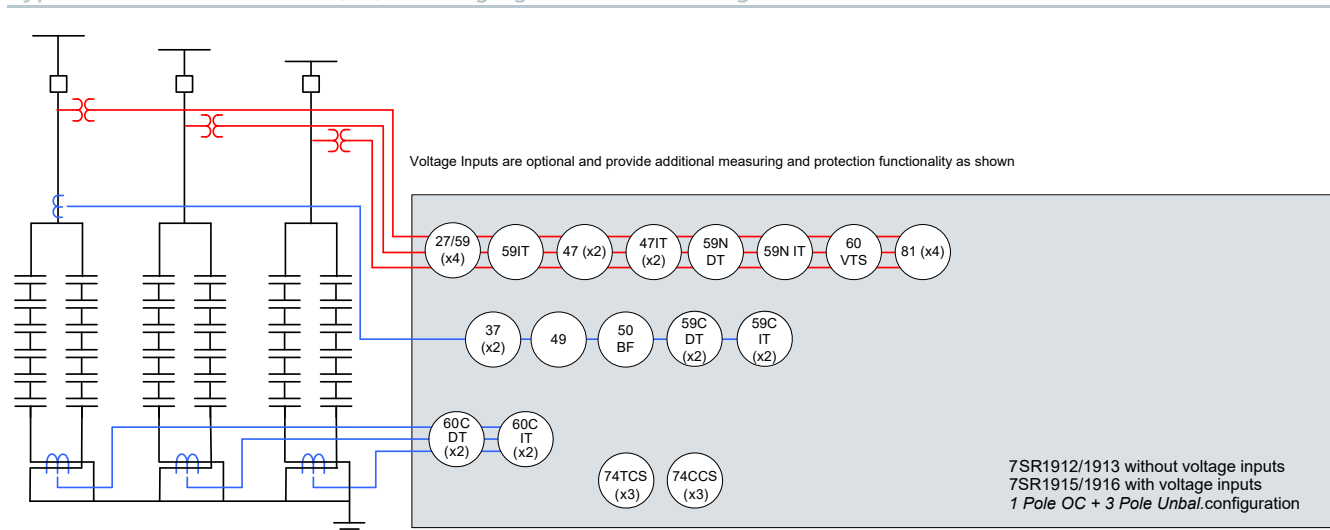 Voltage Inputs are optional and provide additional measuring and protection functionality as shown
27/59
(x4)
59IT
47 (x2)
47IT
(x2)
59N
DT
59N IT
60
VTS
81 (x4)
37
(x2)
49
50
BF
59C
DT
(x2)
59C
IT
(x2)
60C
DT
(x2)
60C
IT
(x2)
74TCS
(x3)
74CCS
(x3)
7SR1912/1913 without voltage inputs
7SR1915/1916 with voltage inputs
1 Pole OC + 3 Pole Unbal.configuration